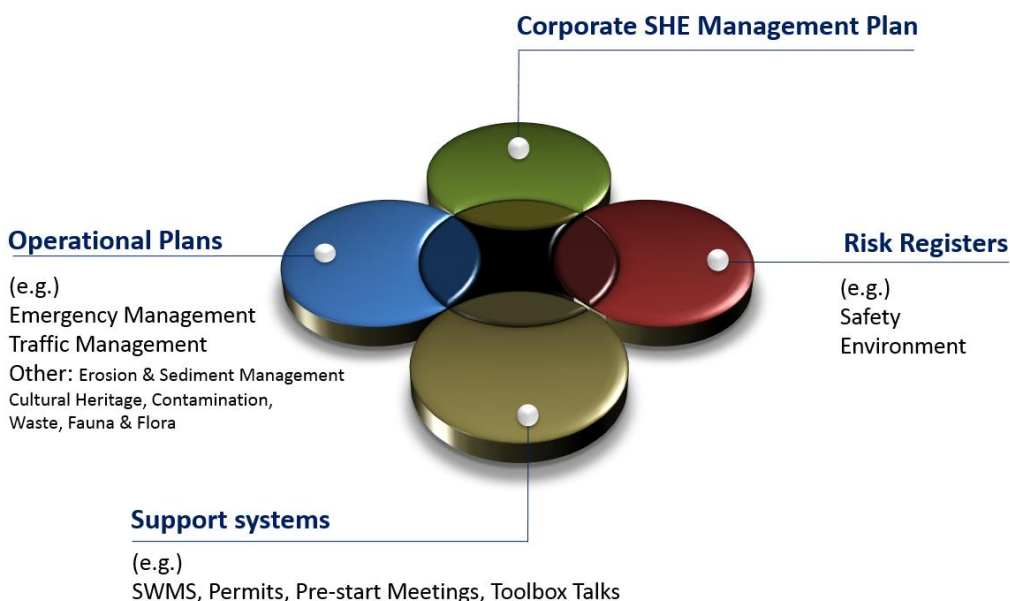 Corporate SHE Management Plan
Operational Plans
(e.g.)
Emergency Management
Traffic Management
Other: Erosion & Sediment Management
Cultural Heritage, Contamination,
Waste, Fauna & Flora
Risk Registers
(e.g.)
Safety
Environment
Support systems
(e.g.)
SWMS, Permits, Pre-start Meetings, Toolbox Talks